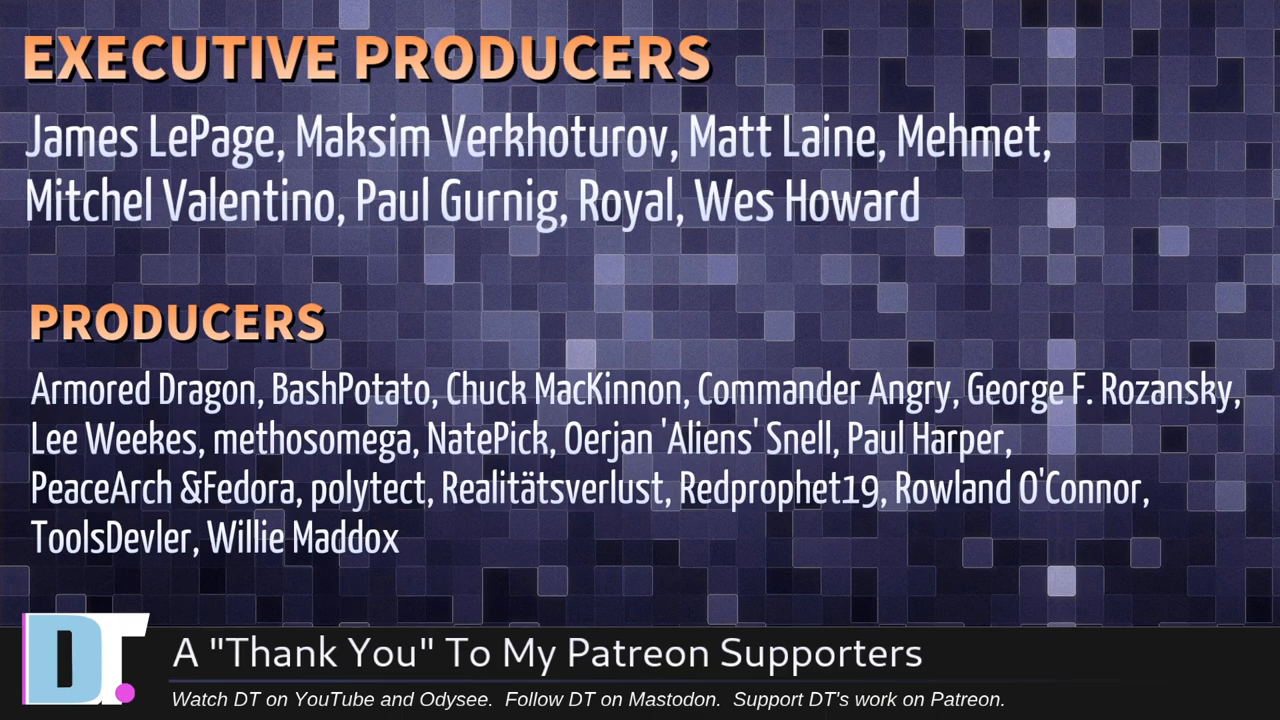 EXECUTIVE PRODUCERS
James LePage, Maksim Verkhoturov, Matt Laine, Mehmet,
Mitchel Valentino, Paul Gurnig, Royal, Wes Howard
PRODUCERS
Armored Dragon, BashPotato, Chuck MacKinnon, Commander Angry, George F. Rozansky,
Lee Weekes, methosomega, NatePick, Oerjan 'Aliens' Snell, Paul Harper,
PeaceArch &Fedora, polytect, Realitätsverlust, Redprophet19, Rowland O'Connor,
ToolsDevler, Willie Maddox
DT.
A "Thank You" To My Patreon Supporters
Watch DT on YouTube and Odysee. Follow DT on Mastodon. Support DT's work on Patreon.